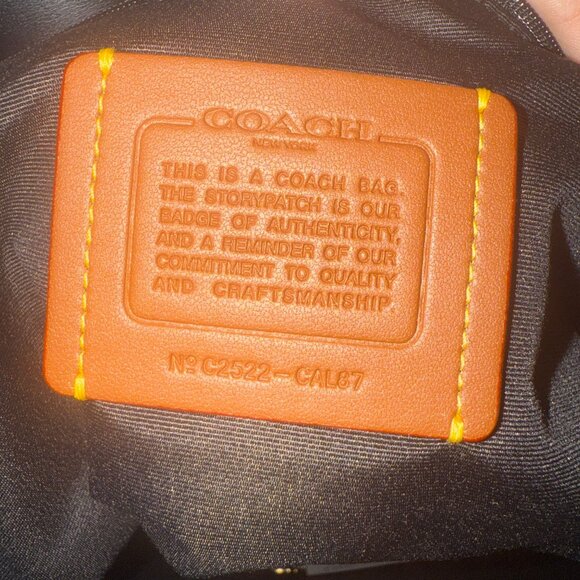 COACH
NEW YORK
THIS IS A COACH BAG.
THE STORYPATCH IS OUR
BADGE OF AUTHENTICITY,
AND A REMINDER OF OUR
COMMITMENT TO QUALITY
AND CRAFTSMANSHIP.
Nº C2522-CAL87